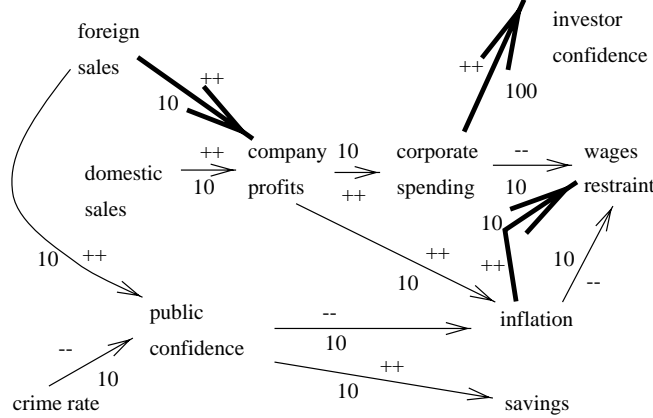 foreign
sales
investor
confidence
++
10
++
100
domestic
sales
++
10
company
profits
10
++
corporate
spending
--
10
wages
restraint
10
++
10
--
++
10
++
10
public
confidence
--
10
inflation
--
10
crime rate
++
10
savings